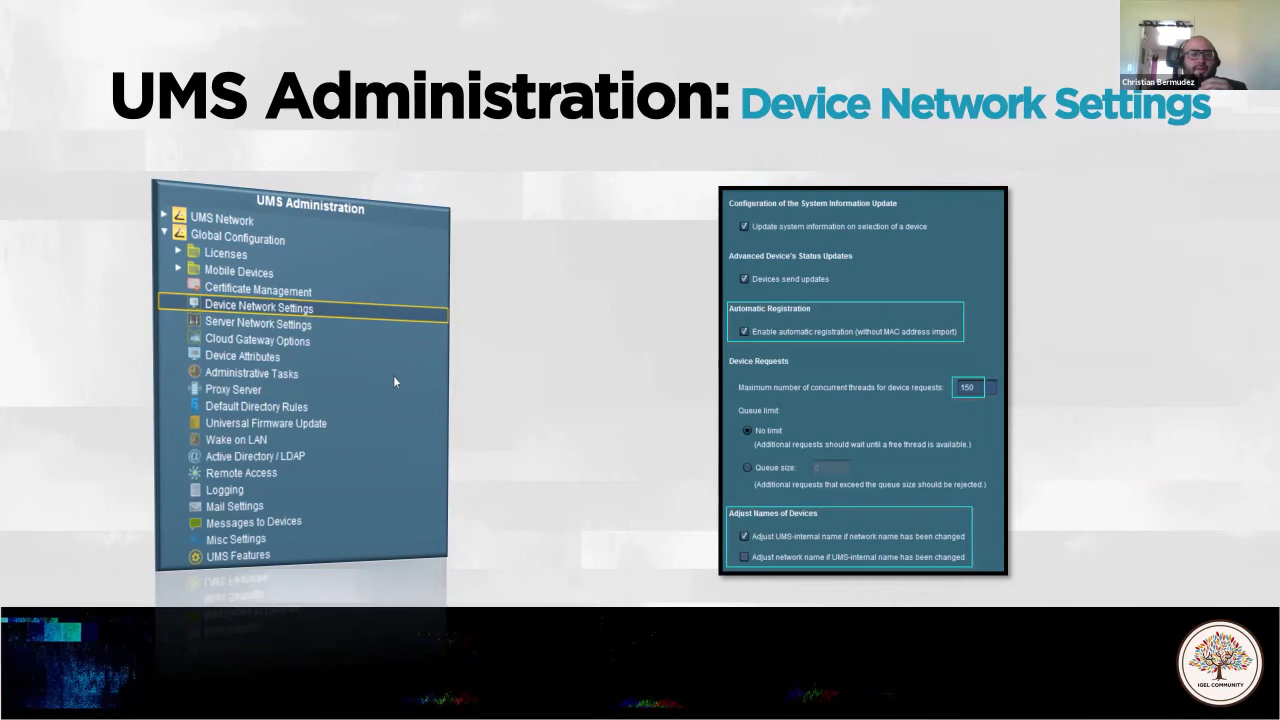 Christian Bermudez
UMS Administration: Device Network Settings
UMS Administration
UMS Network
Global Configuration
Licenses
Mobile Devices
Certificate Management
Device Network Settings
Server Network Settings
Cloud Gateway Options
Device Attributes
Administrative Tasks
Proxy Server
Default Directory Rules
Universal Firmware Update
Wake on LAN
Active Directory / LDAP
Remote Access
Logging
Mail Settings
Messages to Devices
Misc Settings
UMS Features
Configuration of the System Information Update
Update system information on selection of a device
Advanced Device's Status Updates
Devices send updates
Automatic Registration
Enable automatic registration (without MAC address import)
Device Requests
Maximum number of concurrent threads for device requests: 150
Queue limit:
No limit
(Additional requests should wait until a free thread is available.)
Queue size: 0
(Additional requests that exceed the queue size should be rejected.)
Adjust Names of Devices
Adjust UMS-internal name if network name has been changed
Adjust network name if UMS-internal name has been changed
IGEL COMMUNITY